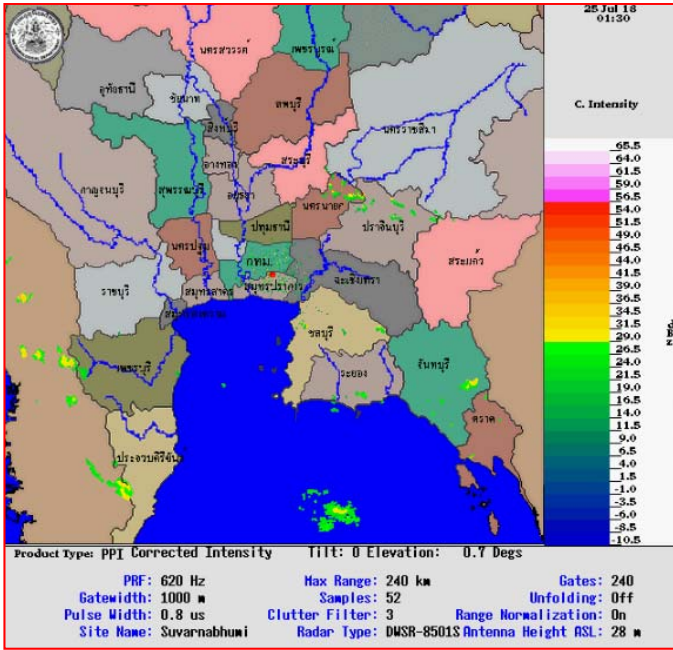 25 Jul 18
01:30
C. Intensity
65.5
64.0
61.5
59.0
56.5
54.0
51.5
49.0
46.5
44.0
41.5
39.0
36.5
34.0
31.5
29.0
26.5
21.5
19.0
16.5
14.0
11.5
9.0
6.5
4.0
1.5
-1.0
-3.5
-6.0
-8.5
-10.5
นครสวรรค์
เพชรบูรณ์
อุทัยธานี
ชัยนาท
ลพบุรี
สิงห์บุรี
นครราชสีมา
อ่างทอง
สระบุรี
กาญจนบุรี
สุพรรณบุรี
อยุธยา
นครนายก
ปทุมธานี
ปราจีนบุรี
นครปฐม
กทม.
สระแก้ว
ราชบุรี
สมุทรสาคร
สมุทรปราการ
ฉะเชิงเทรา
สมุทรสงคราม
ชลบุรี
เพชรบุรี
ระยอง
จันทบุรี
ตราด
ประจวบคีรีขันธ์
Product Type: PPI Corrected Intensity Tilt: 0 Elevation: 0.7 Degs
PRF: 620 Hz Max Range: 240 km Gates: 240
Gatewidth: 1000 m Samples: 52 Unfolding: Off
Pulse Width: 0.8 us Clutter Filter: 3 Range Normalization: On
Site Name: Suvarnabhumi Radar Type: DWSR-8501S Antenna Height ASL: 28 m